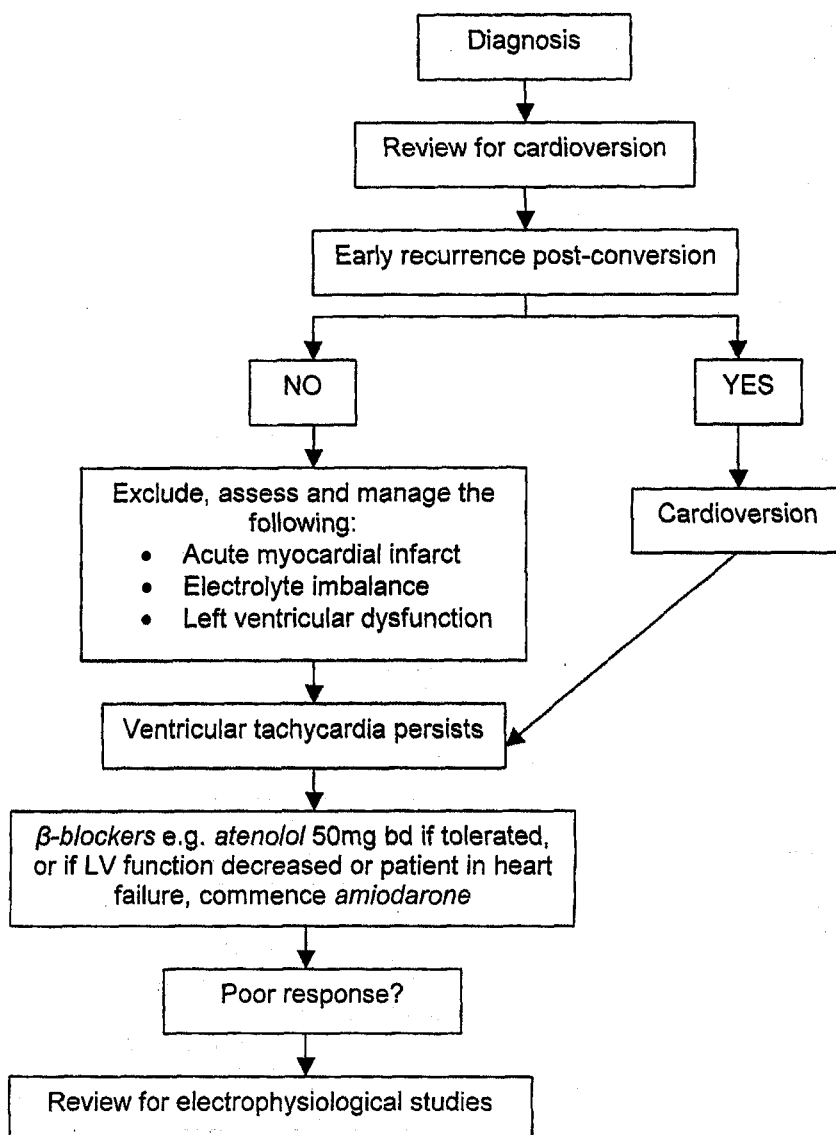 Diagnosis
Review for cardioversion
Early recurrence post-conversion
NO
YES
Exclude, assess and manage the
following:
• Acute myocardial infarct
• Electrolyte imbalance
• Left ventricular dysfunction
Cardioversion
Ventricular tachycardia persists
β-blockers e.g. atenolol 50mg bd if tolerated,
or if LV function decreased or patient in heart
failure, commence amiodarone
Poor response?
Review for electrophysiological studies